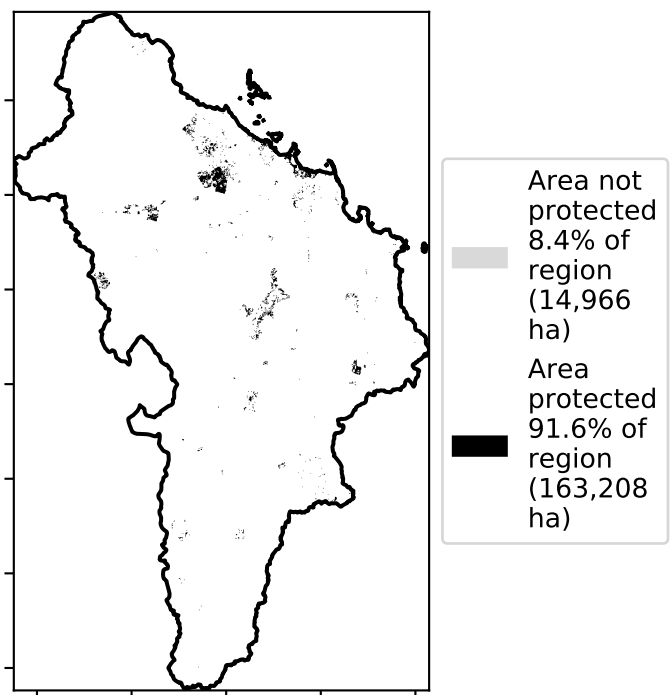 Area not
protected
8.4% of
region
(14,966
ha)
Area
protected
91.6% of
region
(163,208
ha)